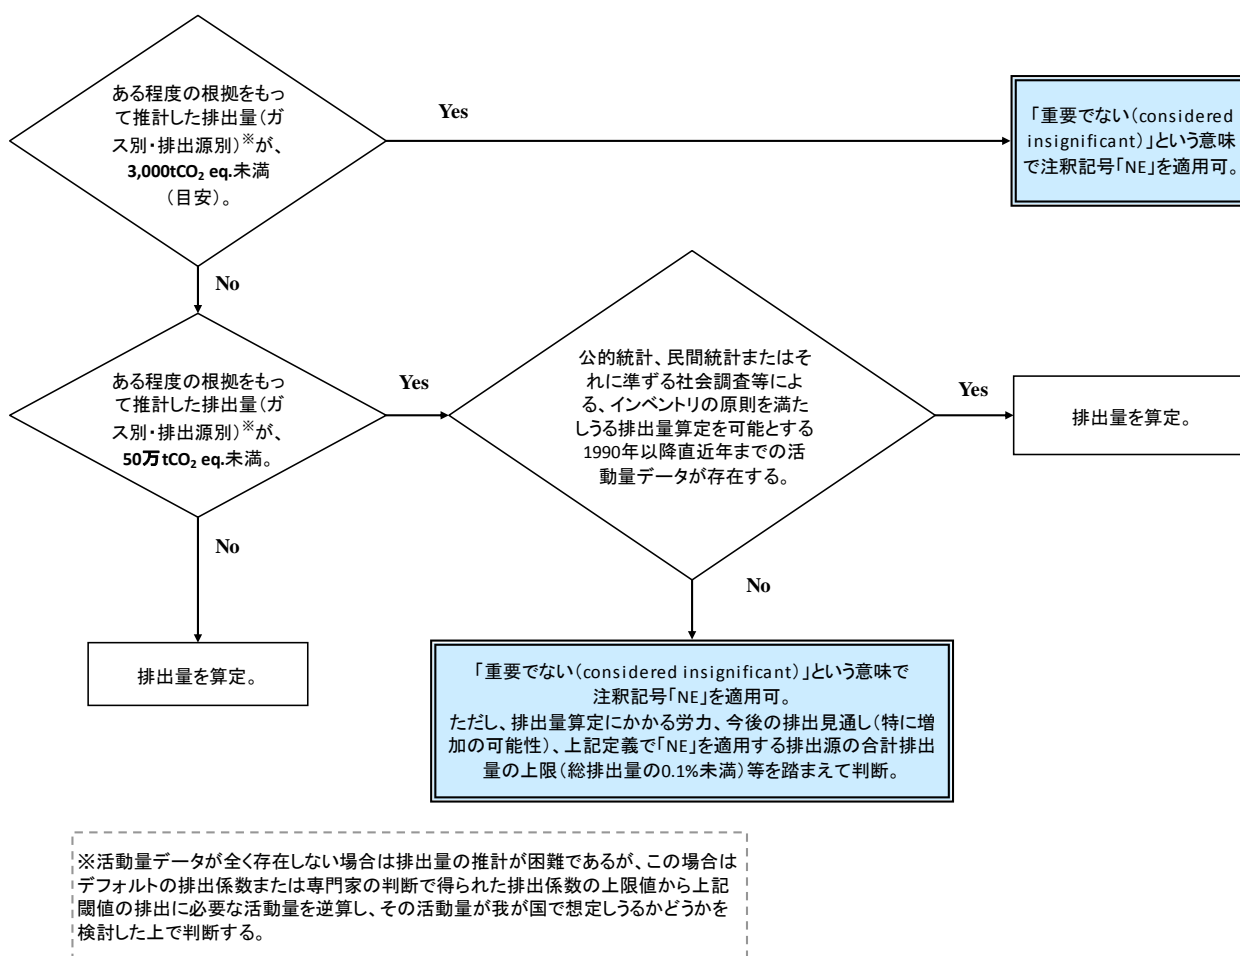 ある程度の根拠をもっ
て推計した排出量(ガ
ス別・排出源別)※が、
3,000tCO₂ eq.未満
(目安)。
Yes
「重要でない(considered
insignificant)」という意味
で注釈記号「NE」を適用可。
No
ある程度の根拠をもっ
て推計した排出量(ガ
ス別・排出源別)※が、
50万tCO₂ eq.未満。
Yes
公的統計、民間統計またはそ
れに準ずる社会調査等によ
る、インベントリの原則を満た
しうる排出量算定を可能とする
1990年以降直近年までの活
動量データが存在する。
Yes
排出量を算定。
No
排出量を算定。
No
「重要でない(considered insignificant)」という意味で
注釈記号「NE」を適用可。
ただし、排出量算定にかかる労力、今後の排出見通し(特に増
加の可能性)、上記定義で「NE」を適用する排出源の合計排出
量の上限(総排出量の0.1%未満)等を踏まえて判断。
※活動量データが全く存在しない場合は排出量の推計が困難であるが、この場合は
デフォルトの排出係数または専門家の判断で得られた排出係数の上限値から上記
閾値の排出に必要な活動量を逆算し、その活動量が我が国で想定しうるかどうかを
検討した上で判断する。